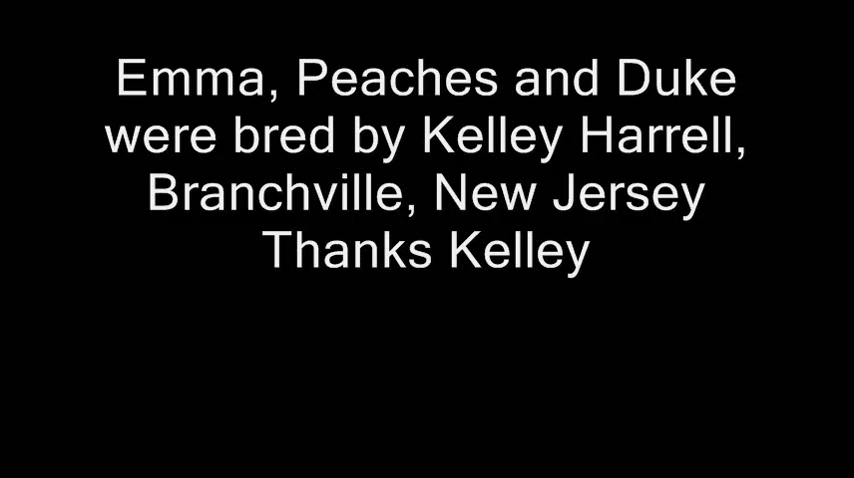 Emma, Peaches and Duke
were bred by Kelley Harrell,
Branchville, New Jersey
Thanks Kelley